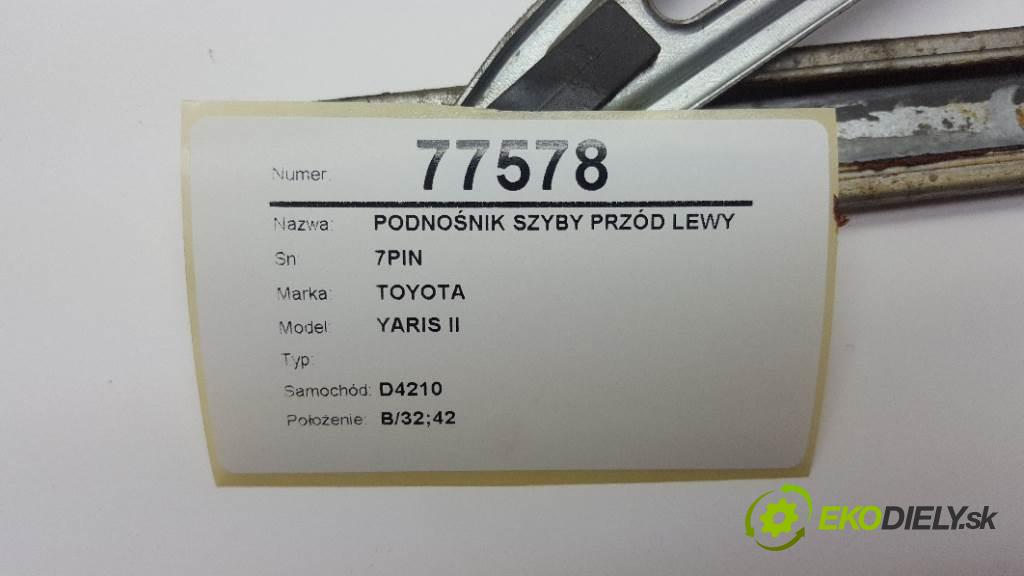 Numer: 77578
Nazwa: PODNOŚNIK SZYBY PRZÓD LEWY
Sn: 7PIN
Marka: TOYOTA
Model: YARIS II
Typ:
Samochód: D4210
Położenie: B/32;42
EKODIELY.sk